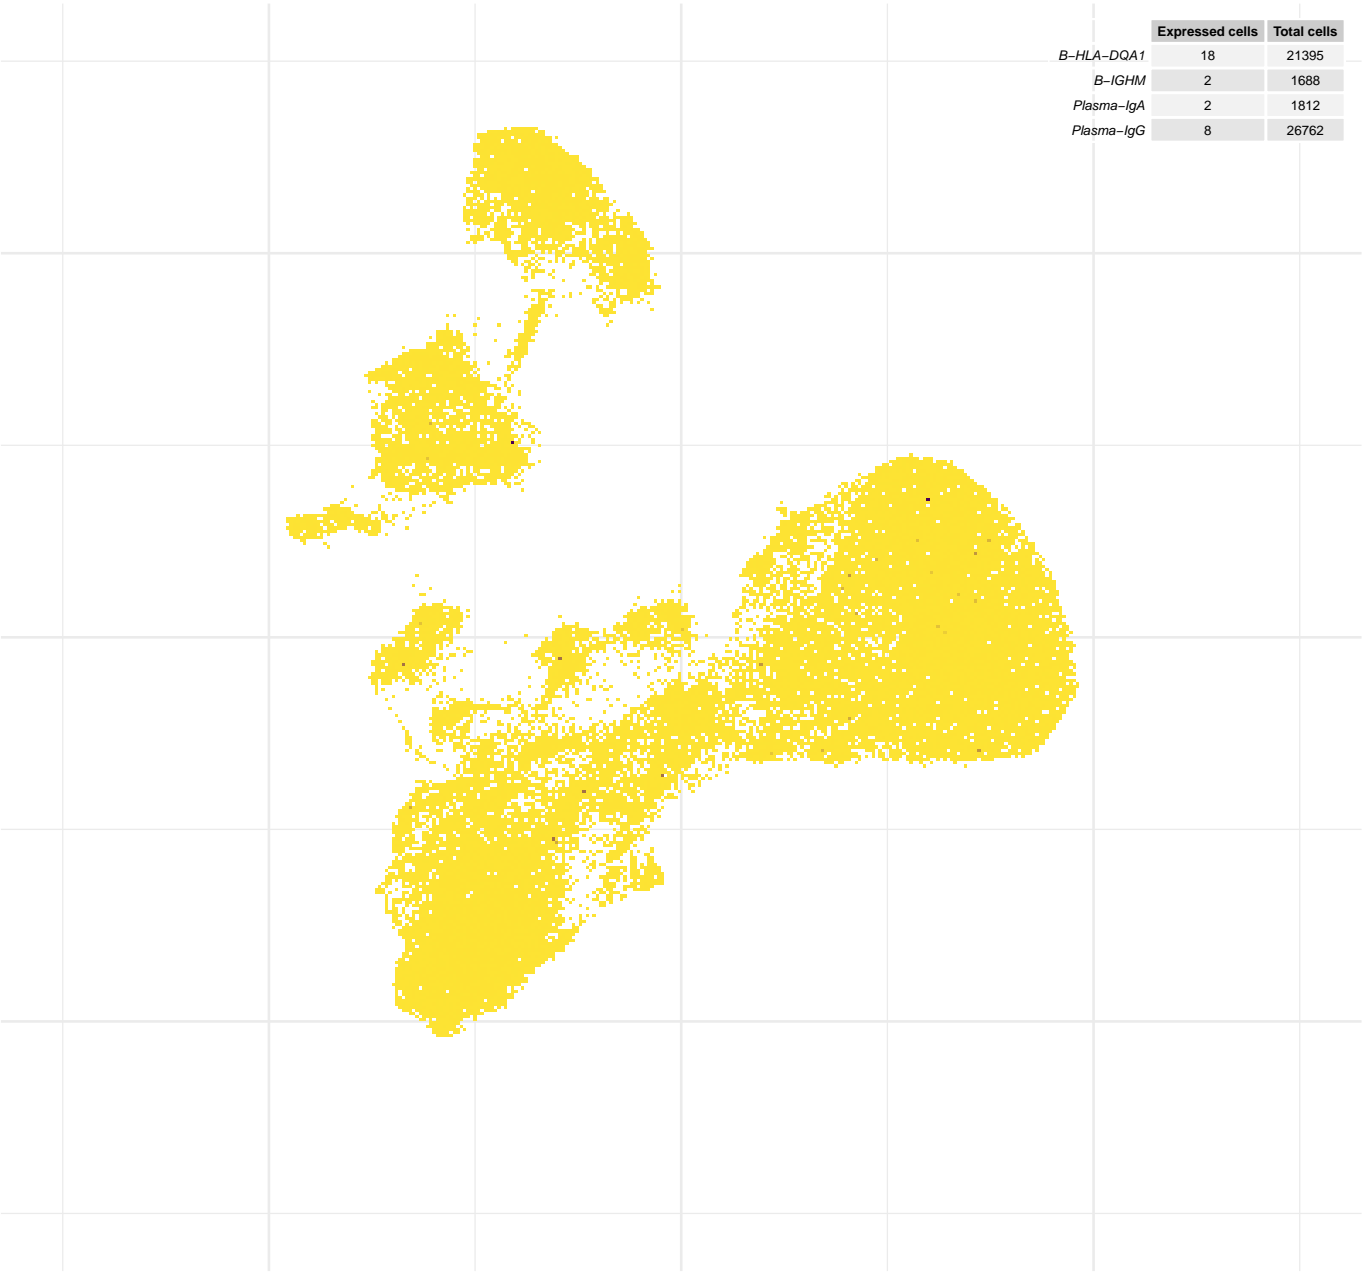 Expressed cells Total cells
B−HLA−DQA1 18 21395
B−IGHM 2 1688
Plasma−IgA 2 1812
Plasma−IgG 8 26762